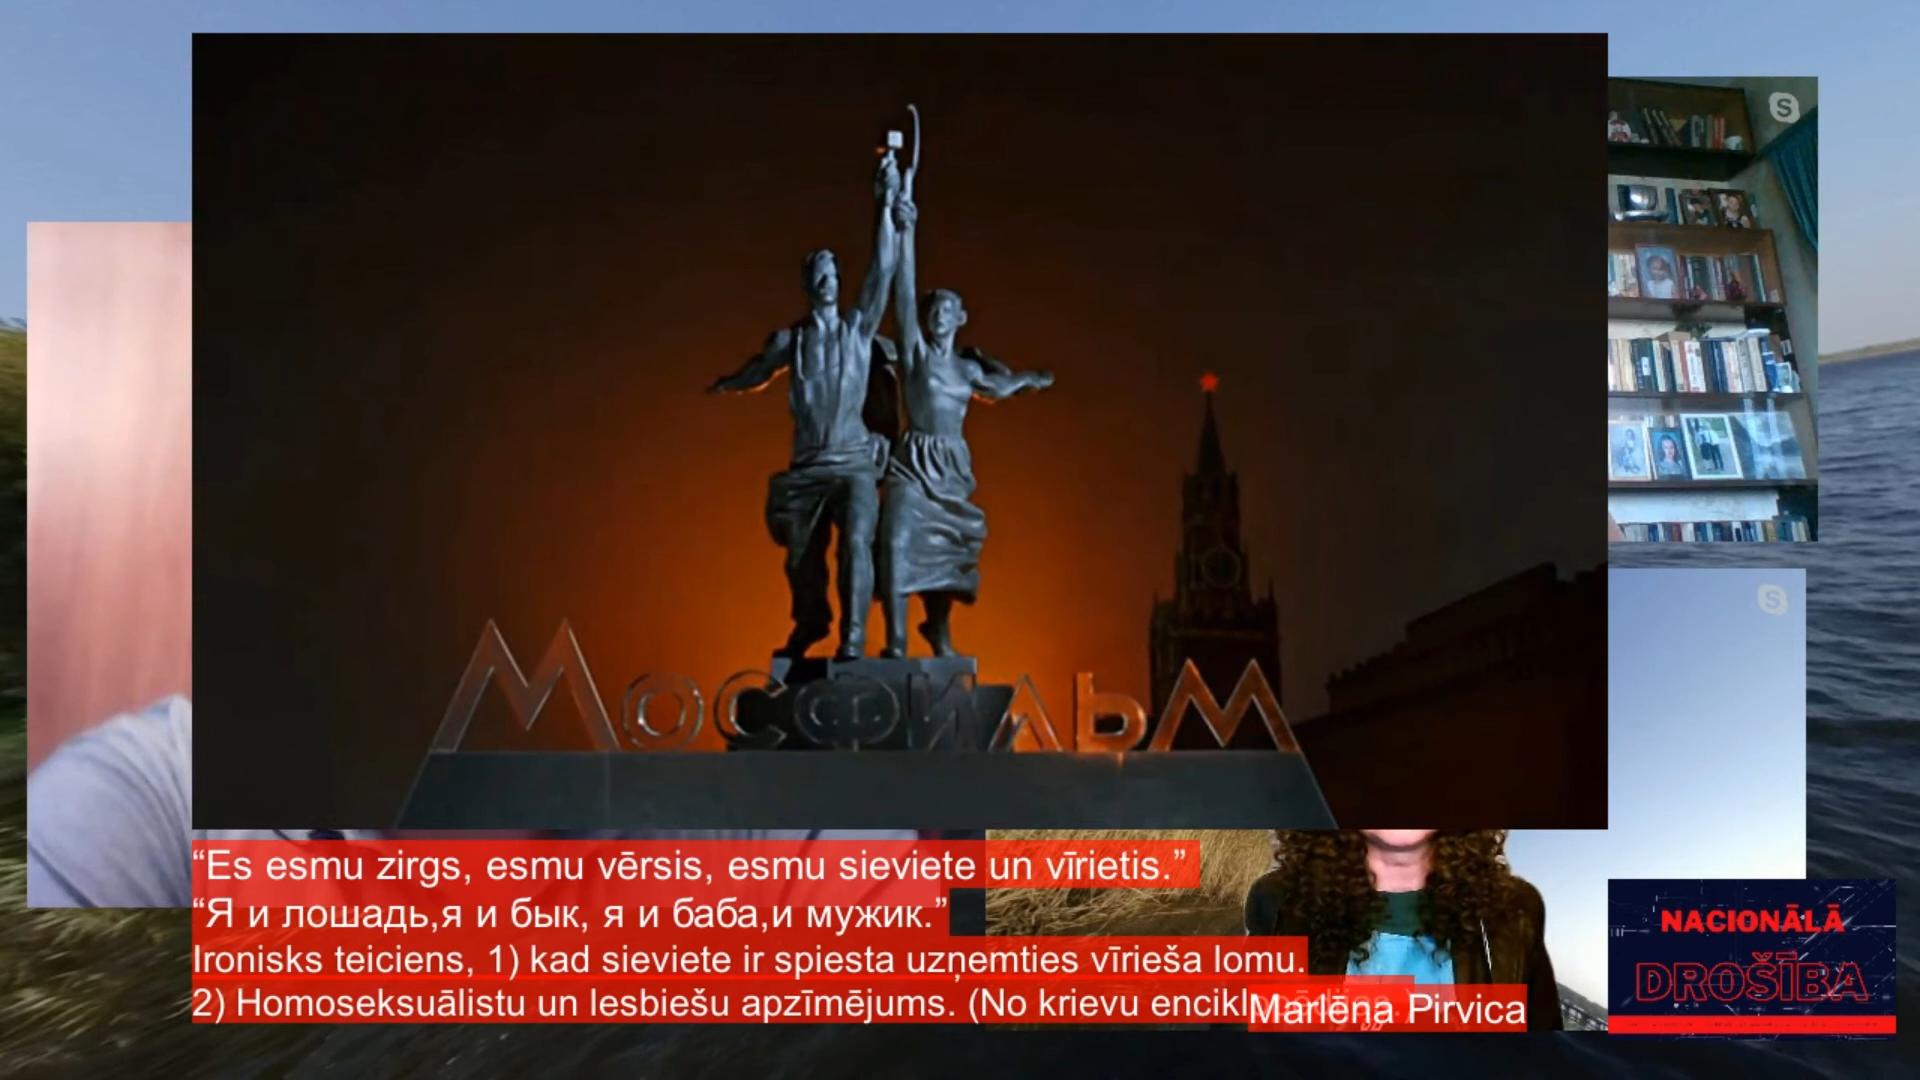 Мосфильм
“Es esmu zirgs, esmu vērsis, esmu sieviete un vīrietis.”
“Я и лошадь,я и бык, я и баба,и мужик.”
Ironisks teiciens, 1) kad sieviete ir spiesta uzņemties vīrieša lomu.
2) Homoseksuālistu un lesbiešu apzīmējums. (No krievu
Marlēna Pirvica
NACIONĀLĀ
DROŠĪBA